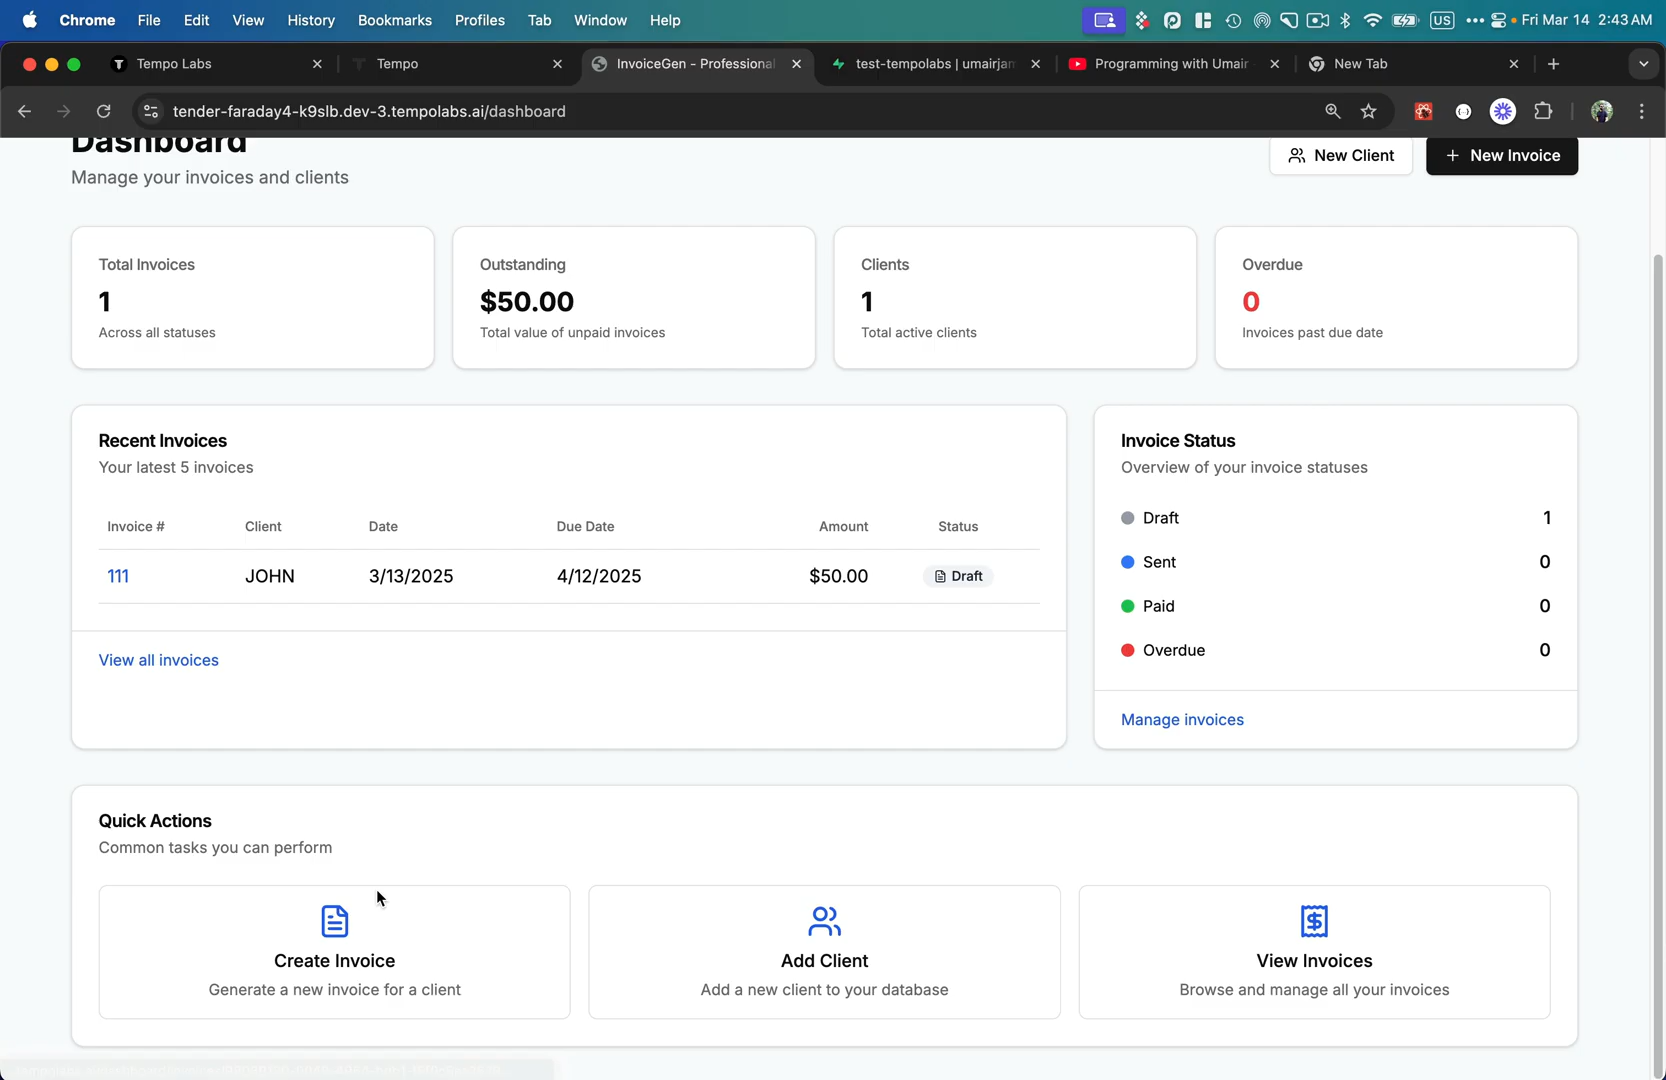 Chrome File Edit View History Bookmarks Profiles Tab Window Help US Fri Mar 14 2:43 AM
Tempo Labs Tempo InvoiceGen - Professional test-tempolabs | umairjam Programming with Umair New Tab
tender-faraday4-k9slb.dev-3.tempolabs.ai/dashboard
Dashboard
Manage your invoices and clients
New Client
New Invoice
Total Invoices
1
Across all statuses
Outstanding
$50.00
Total value of unpaid invoices
Clients
1
Total active clients
Overdue
0
Invoices past due date
Recent Invoices
Your latest 5 invoices
Invoice # Client Date Due Date Amount Status
111 JOHN 3/13/2025 4/12/2025 $50.00 Draft
View all invoices
Invoice Status
Overview of your invoice statuses
Draft 1
Sent 0
Paid 0
Overdue 0
Manage invoices
Quick Actions
Common tasks you can perform
Create Invoice
Generate a new invoice for a client
Add Client
Add a new client to your database
View Invoices
Browse and manage all your invoices